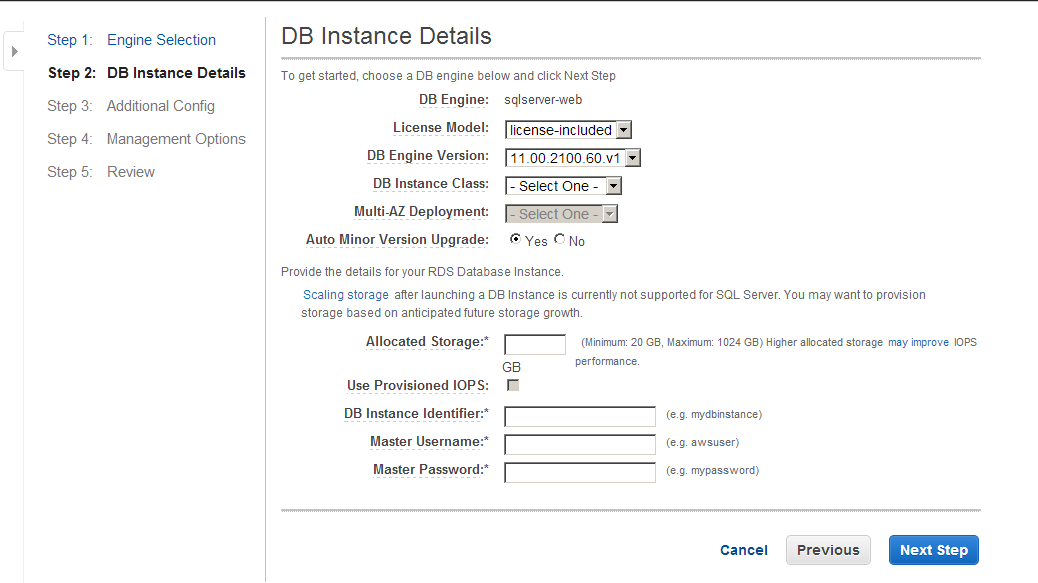 Step 1: Engine Selection
Step 2: DB Instance Details
Step 3: Additional Config
Step 4: Management Options
Step 5: Review
DB Instance Details
To get started, choose a DB engine below and click Next Step
DB Engine: sqlserver-web
License Model: license-included
DB Engine Version: 11.00.2100.60.v1
DB Instance Class: - Select One -
Multi-AZ Deployment: - Select One -
Auto Minor Version Upgrade: Yes No
Provide the details for your RDS Database Instance.
Scaling storage after launching a DB Instance is currently not supported for SQL Server. You may want to provision
storage based on anticipated future storage growth.
Allocated Storage:* (Minimum: 20 GB, Maximum: 1024 GB) Higher allocated storage may improve IOPS
performance.
GB
Use Provisioned IOPS:
DB Instance Identifier:* (e.g. mydbinstance)
Master Username:* (e.g. awsuser)
Master Password:* (e.g. mypassword)
Cancel Previous Next Step